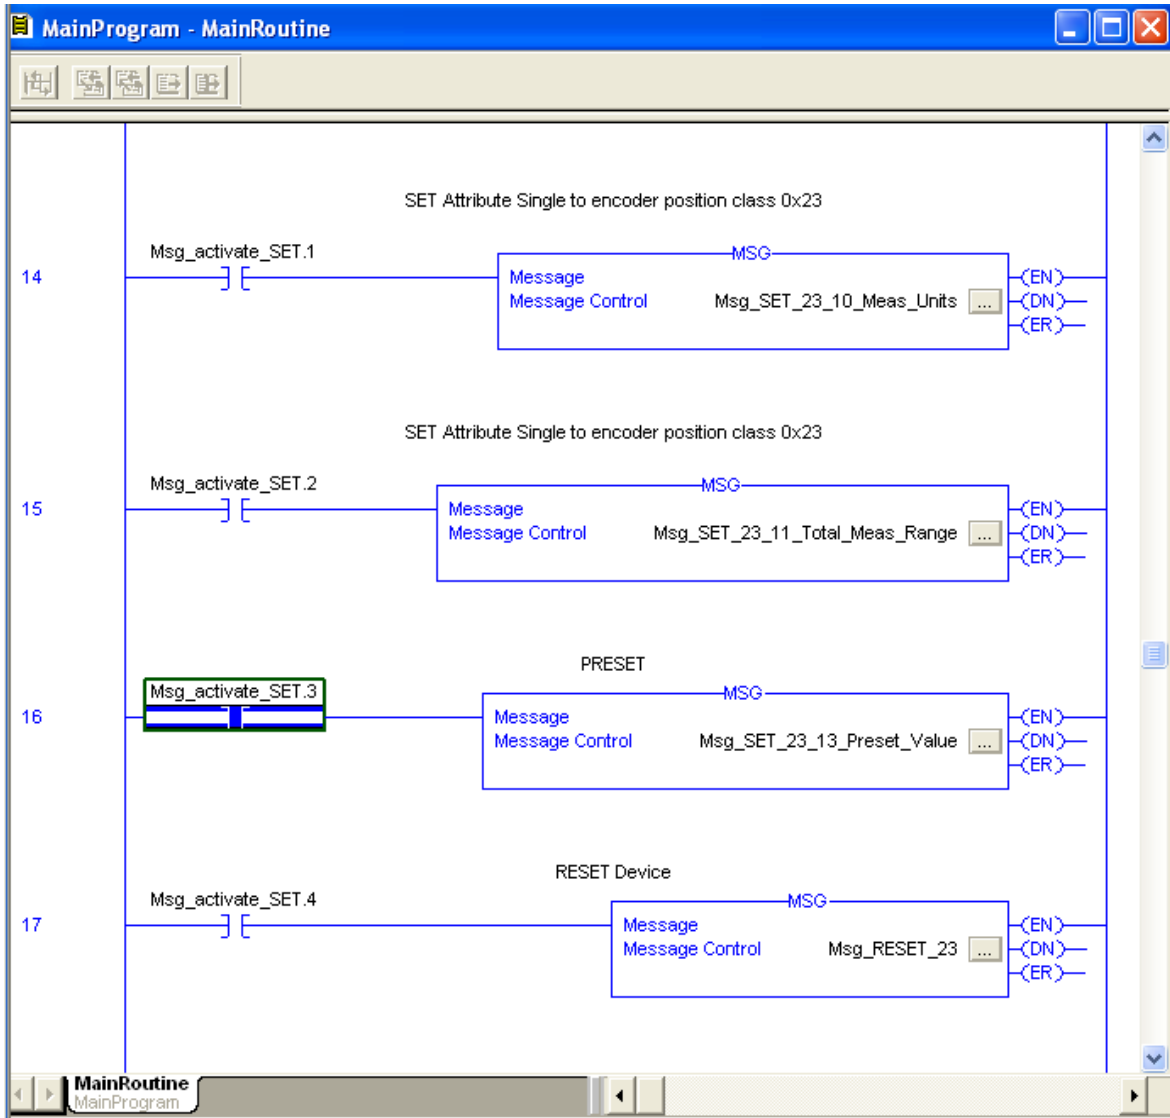 MainProgram - MainRoutine
SET Attribute Single to encoder position class 0x23
14
Msg_activate_SET.1
MSG
Message
Message Control Msg_SET_23_10_Meas_Units ...
(EN)
(DN)
(ER)
SET Attribute Single to encoder position class 0x23
15
Msg_activate_SET.2
MSG
Message
Message Control Msg_SET_23_11_Total_Meas_Range ...
(EN)
(DN)
(ER)
PRESET
16
Msg_activate_SET.3
MSG
Message
Message Control Msg_SET_23_13_Preset_Value ...
(EN)
(DN)
(ER)
RESET Device
17
Msg_activate_SET.4
MSG
Message
Message Control Msg_RESET_23 ...
(EN)
(DN)
(ER)
MainRoutine
MainProgram